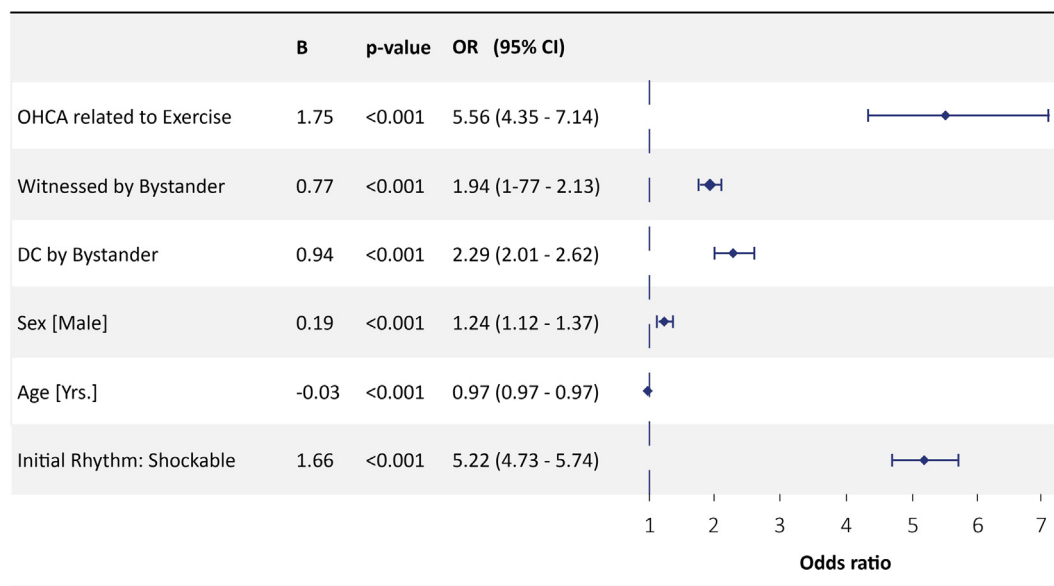 B p-value OR (95% CI)
OHCA related to Exercise 1.75 <0.001 5.56 (4.35 - 7.14)
Witnessed by Bystander 0.77 <0.001 1.94 (1-77 - 2.13)
DC by Bystander 0.94 <0.001 2.29 (2.01 - 2.62)
Sex [Male] 0.19 <0.001 1.24 (1.12 - 1.37)
Age [Yrs.] -0.03 <0.001 0.97 (0.97 - 0.97)
Initial Rhythm: Shockable 1.66 <0.001 5.22 (4.73 - 5.74)
1 2 3 4 5 6 7
Odds ratio